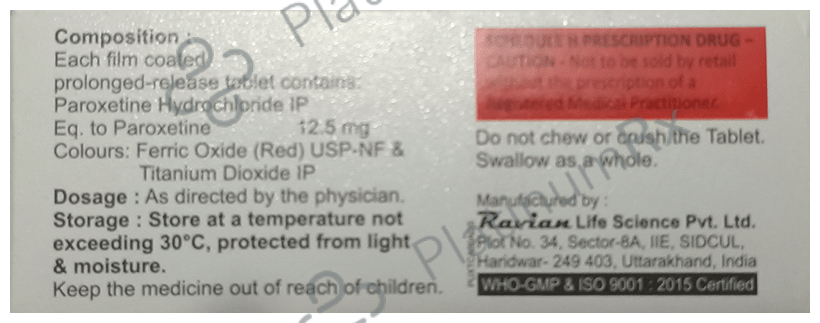 Composition :
Each film coated
prolonged-release tablet contains:
Paroxetine Hydrochloride IP
Eq. to Paroxetine 12.5 mg
Colours: Ferric Oxide (Red) USP-NF &
Titanium Dioxide IP
Dosage : As directed by the physician.
Storage : Store at a temperature not
exceeding 30°C, protected from light
& moisture.
Keep the medicine out of reach of children.
SCHEDULE H PRESCRIPTION DRUG –
CAUTION - Not to be sold by retail
without the prescription of a
Registered Medical Practitioner.
Do not chew or crush the Tablet.
Swallow as a whole.
Manufactured by :
Ravian Life Science Pvt. Ltd.
Plot No. 34, Sector-8A, IIE, SIDCUL,
Haridwar- 249 403, Uttarakhand, India
WHO-GMP & ISO 9001 : 2015 Certified
PlatinumRx